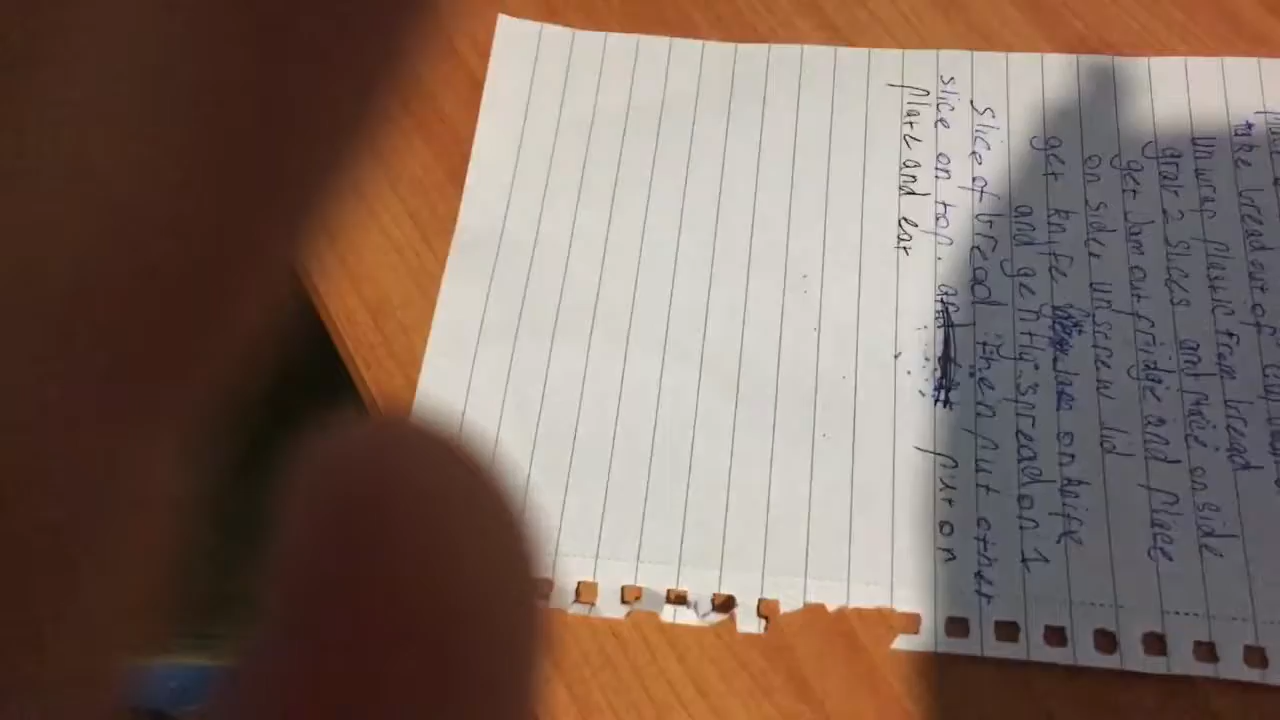 take bread out of
unwrap plastic from bread
grab 2 slices and place on side
get Jam out fridge and place
on side. unscrew lid
get knife on knife
and gently spread on 1
slice of bread Then put other
slice on top. put on
plate and eat